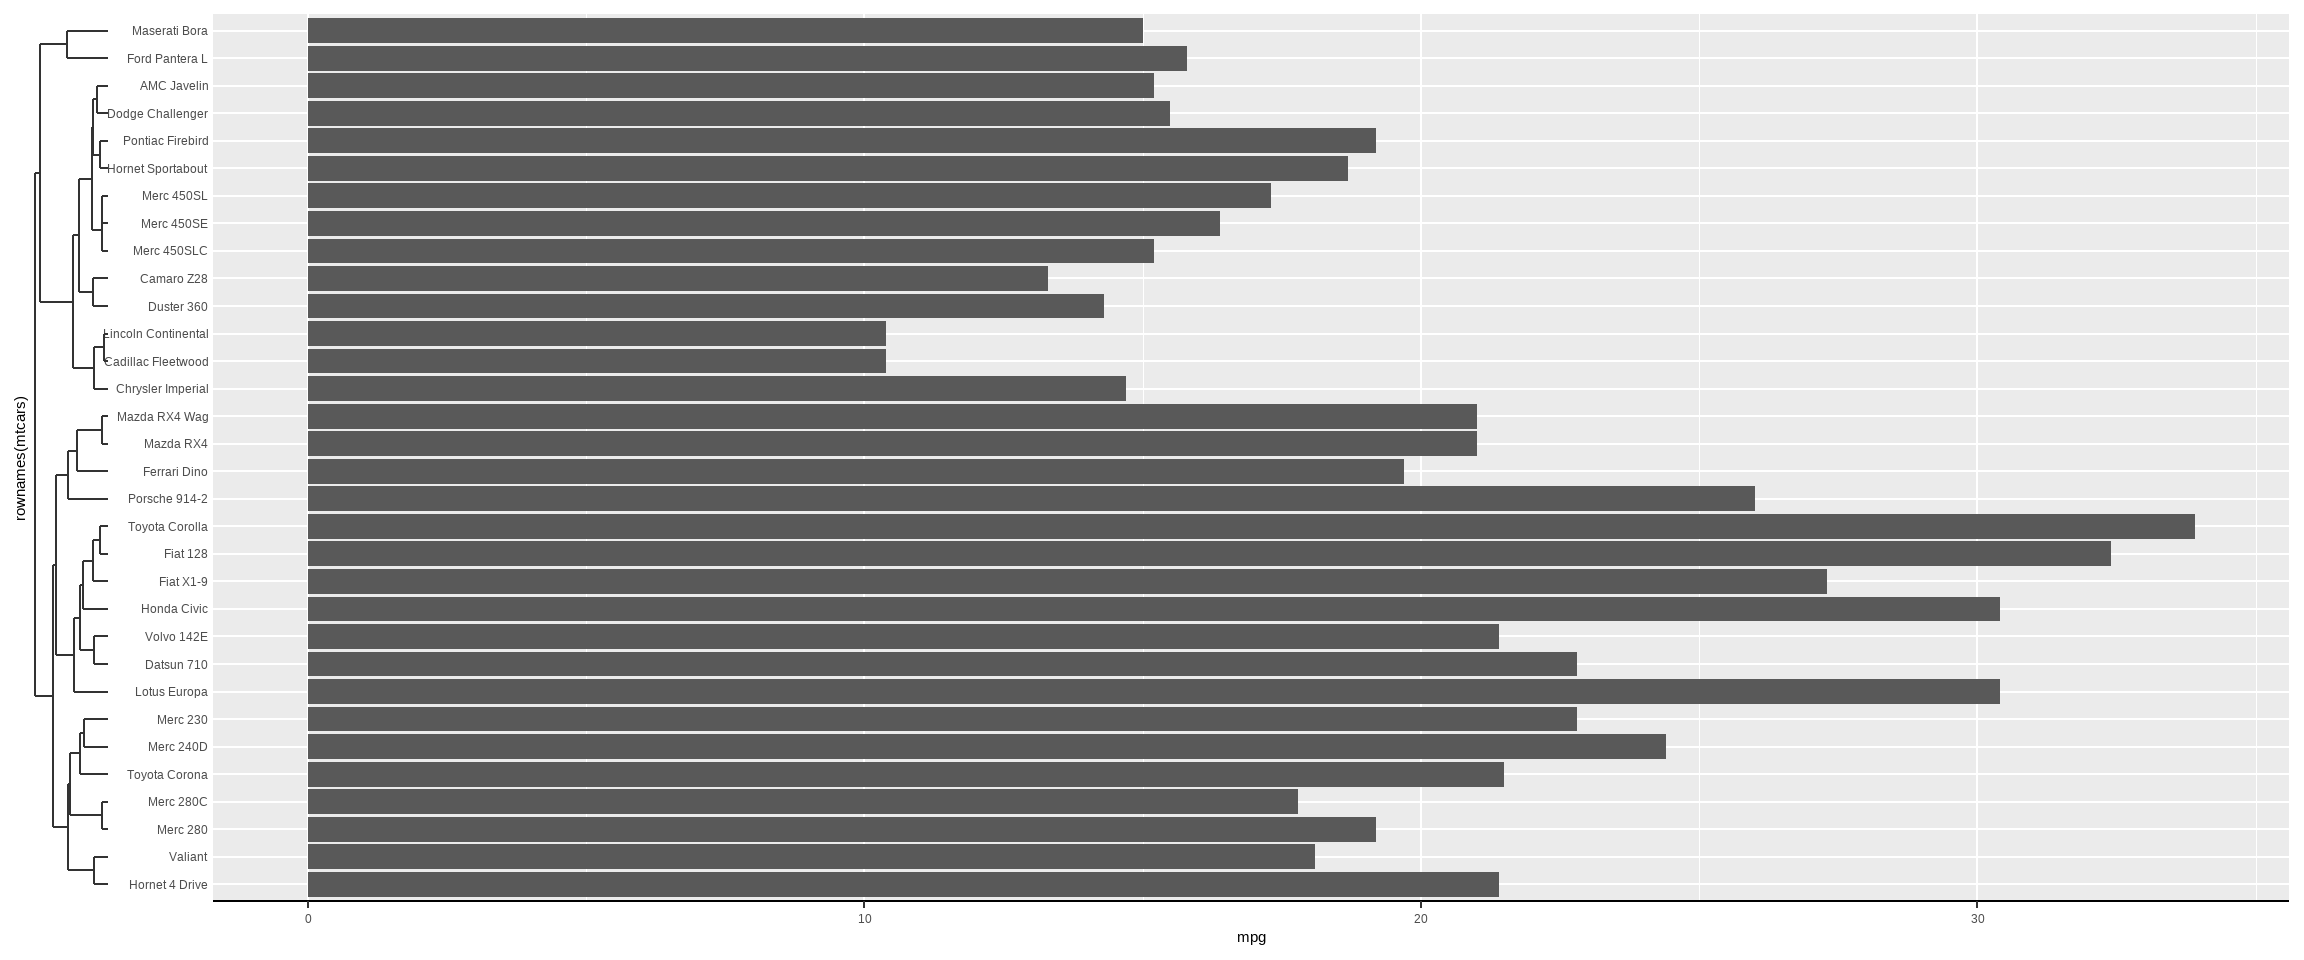 Maserati Bora
Ford Pantera L
AMC Javelin
Dodge Challenger
Pontiac Firebird
Hornet Sportabout
Merc 450SL
Merc 450SE
Merc 450SLC
Camaro Z28
Duster 360
Lincoln Continental
Cadillac Fleetwood
Chrysler Imperial
Mazda RX4 Wag
Mazda RX4
Ferrari Dino
Porsche 914-2
Toyota Corolla
Fiat 128
Fiat X1-9
Honda Civic
Volvo 142E
Datsun 710
Lotus Europa
Merc 230
Merc 240D
Toyota Corona
Merc 280C
Merc 280
Valiant
Hornet 4 Drive
rownames(mtcars)
0 10 20 30
mpg